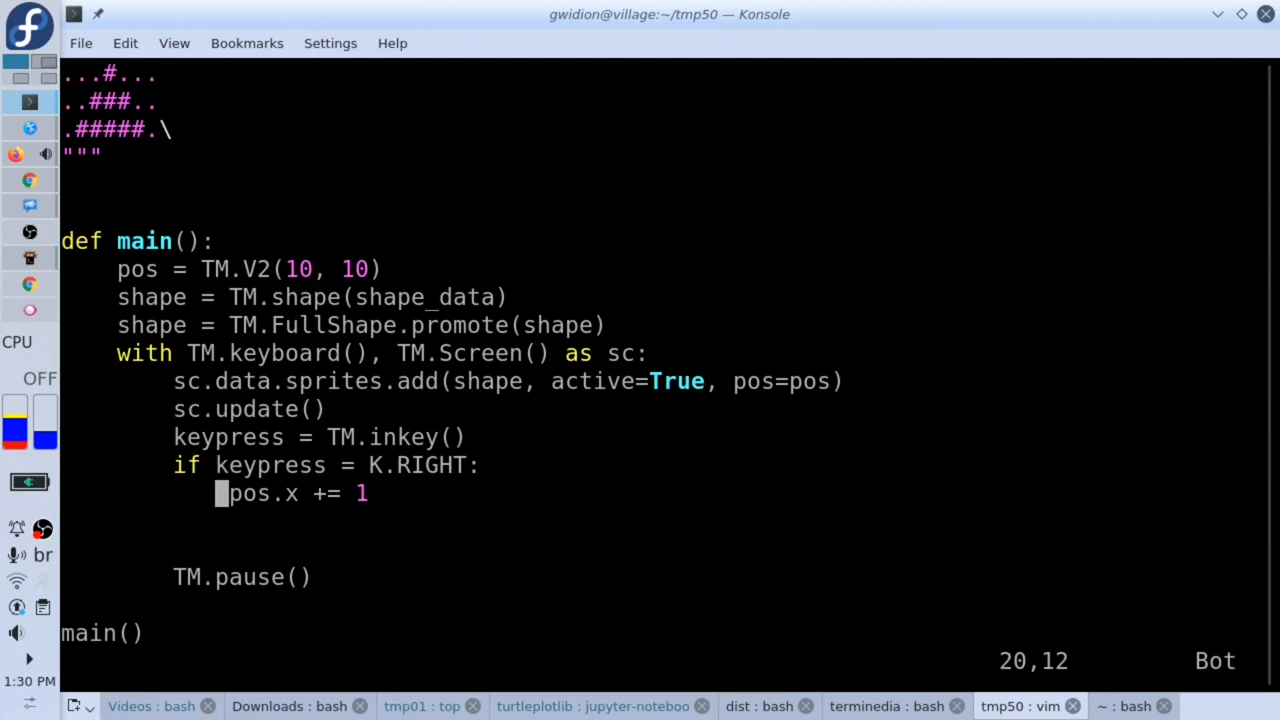 gwidion@village:~/tmp50 — Konsole
File Edit View Bookmarks Settings Help
...#...
..###..
.#####.\
"""
def main():
    pos = TM.V2(10, 10)
    shape = TM.shape(shape_data)
    shape = TM.FullShape.promote(shape)
    with TM.keyboard(), TM.Screen() as sc:
        sc.data.sprites.add(shape, active=True, pos=pos)
        sc.update()
        keypress = TM.inkey()
        if keypress = K.RIGHT:
            pos.x += 1
        TM.pause()
main()
20,12 Bot
CPU
OFF
br
1:30 PM
Videos : bash Downloads : bash tmp01 : top turtleplotlib : jupyter-noteboo dist : bash terminedia : bash tmp50 : vim ~ : bash